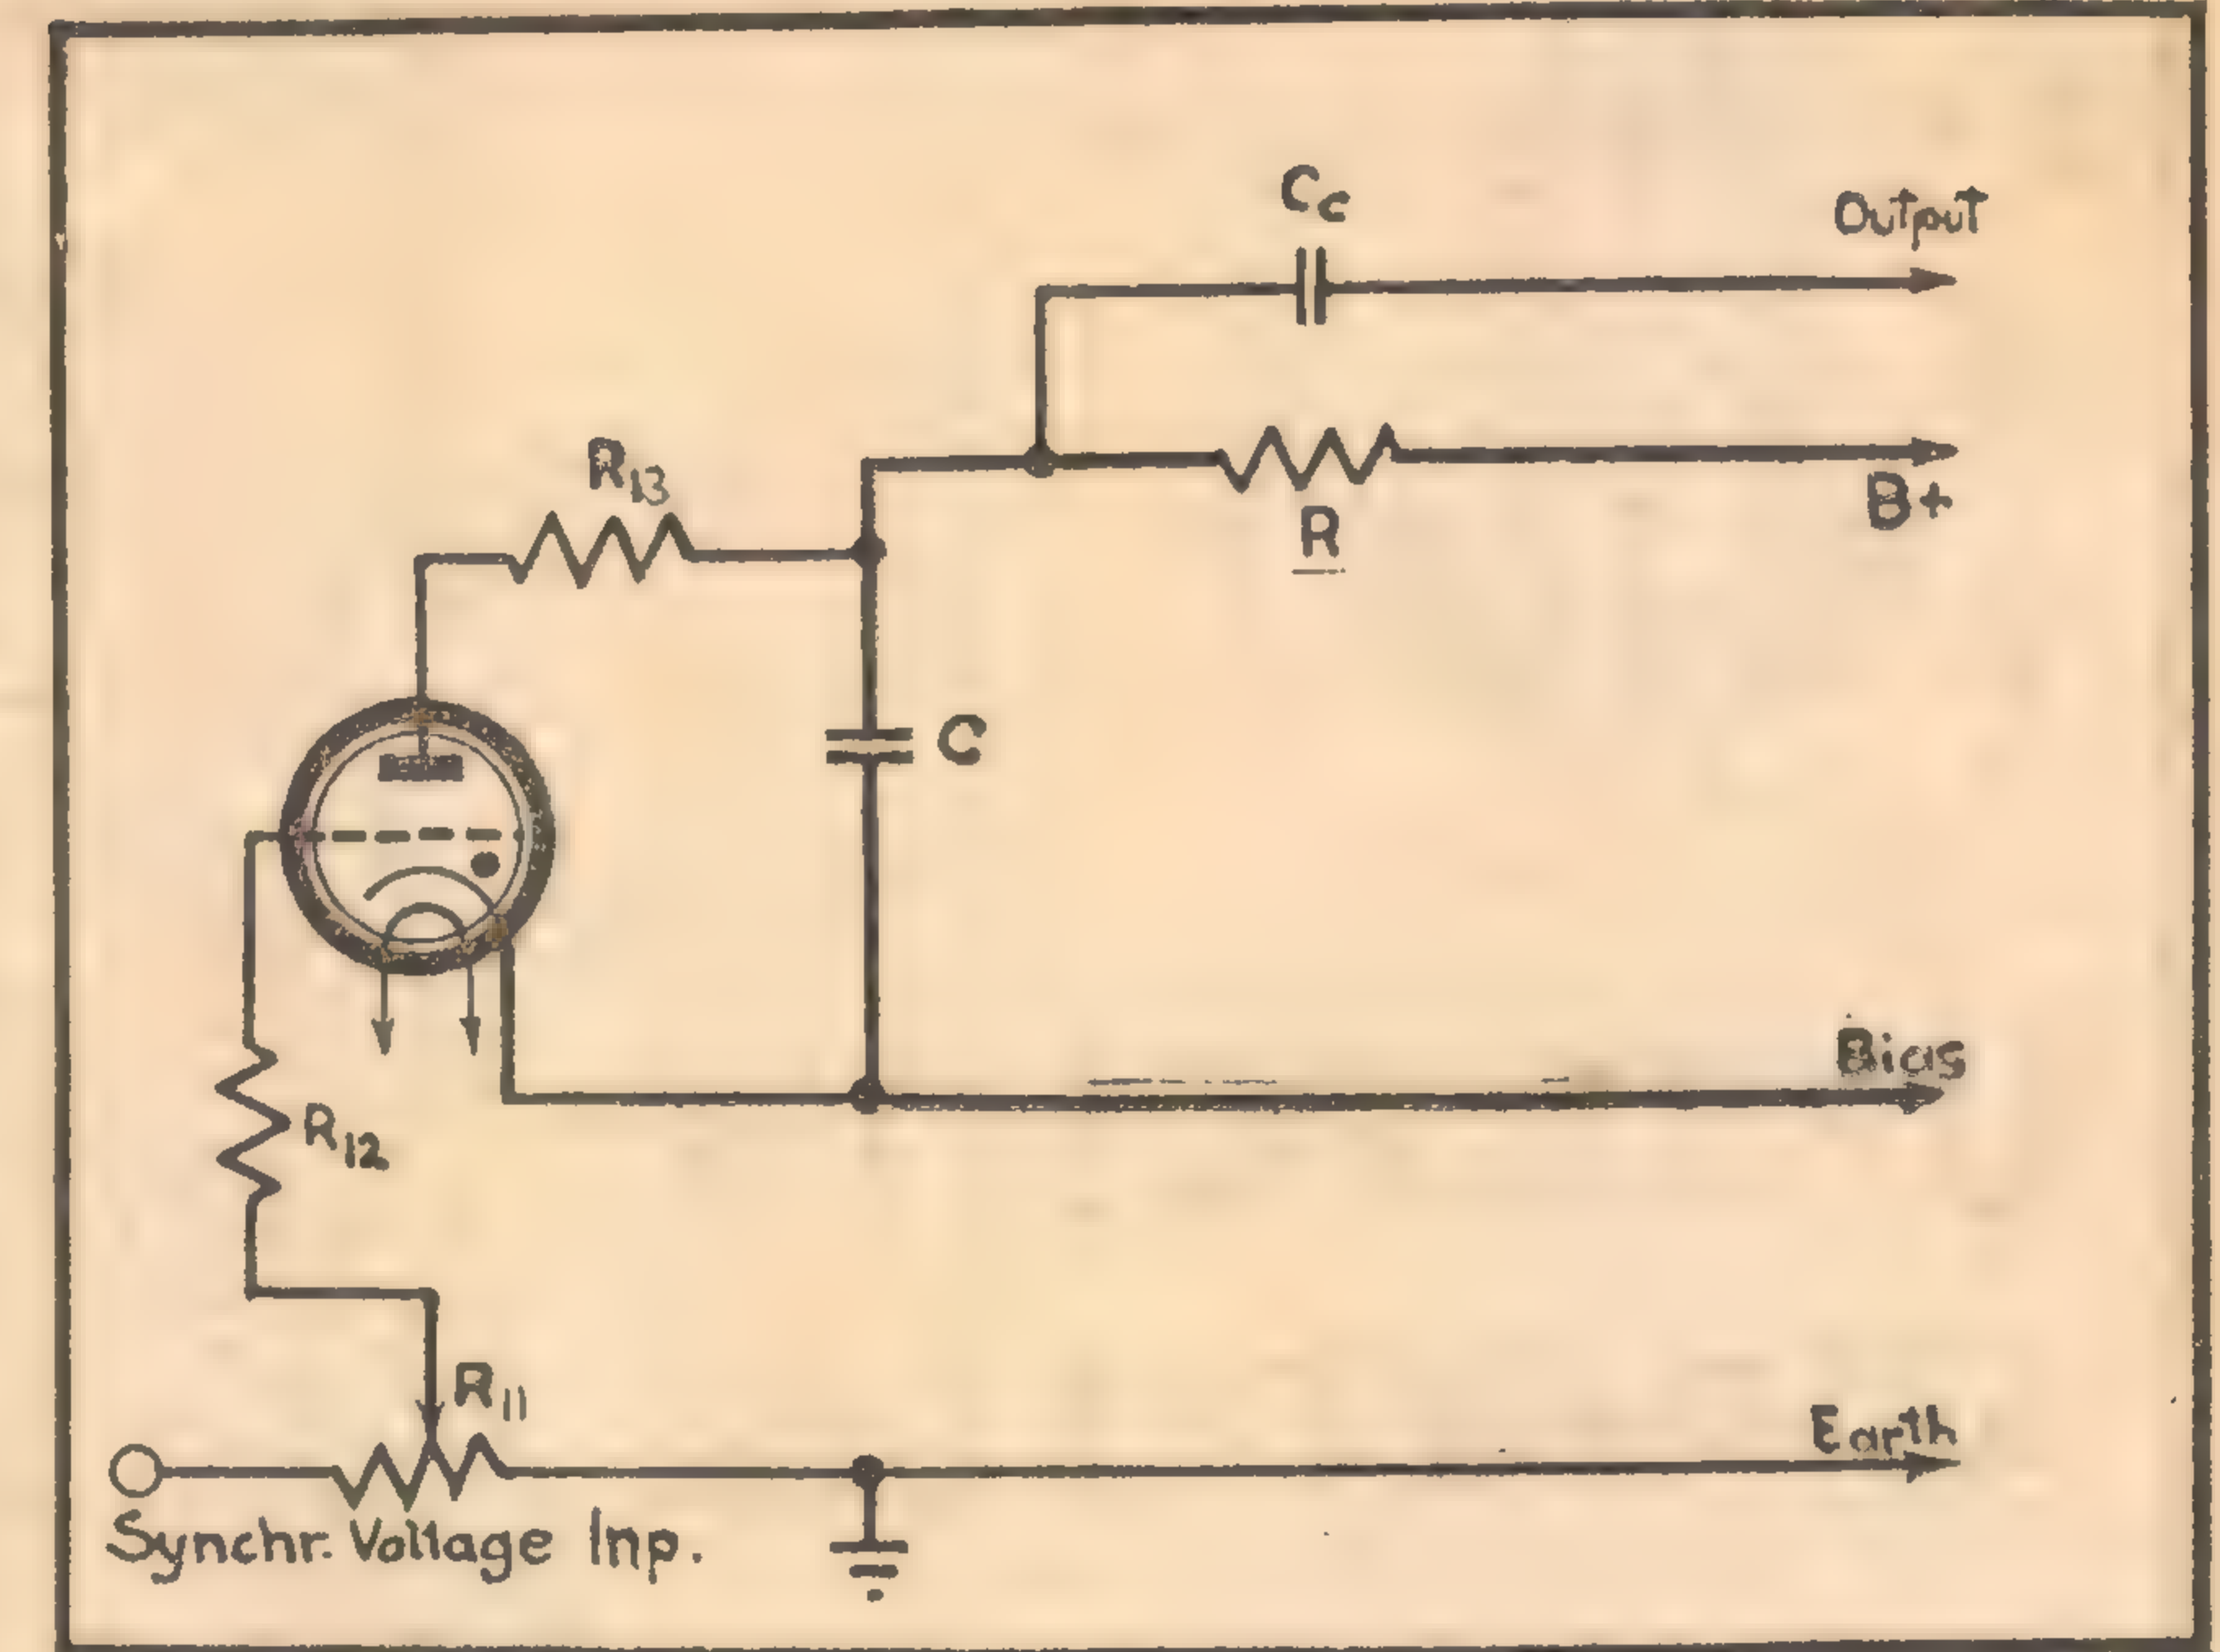 Cc
Output
R13
B+
R
C
Bias
R12
R11
Earth
Synchr. Voltage Inp.